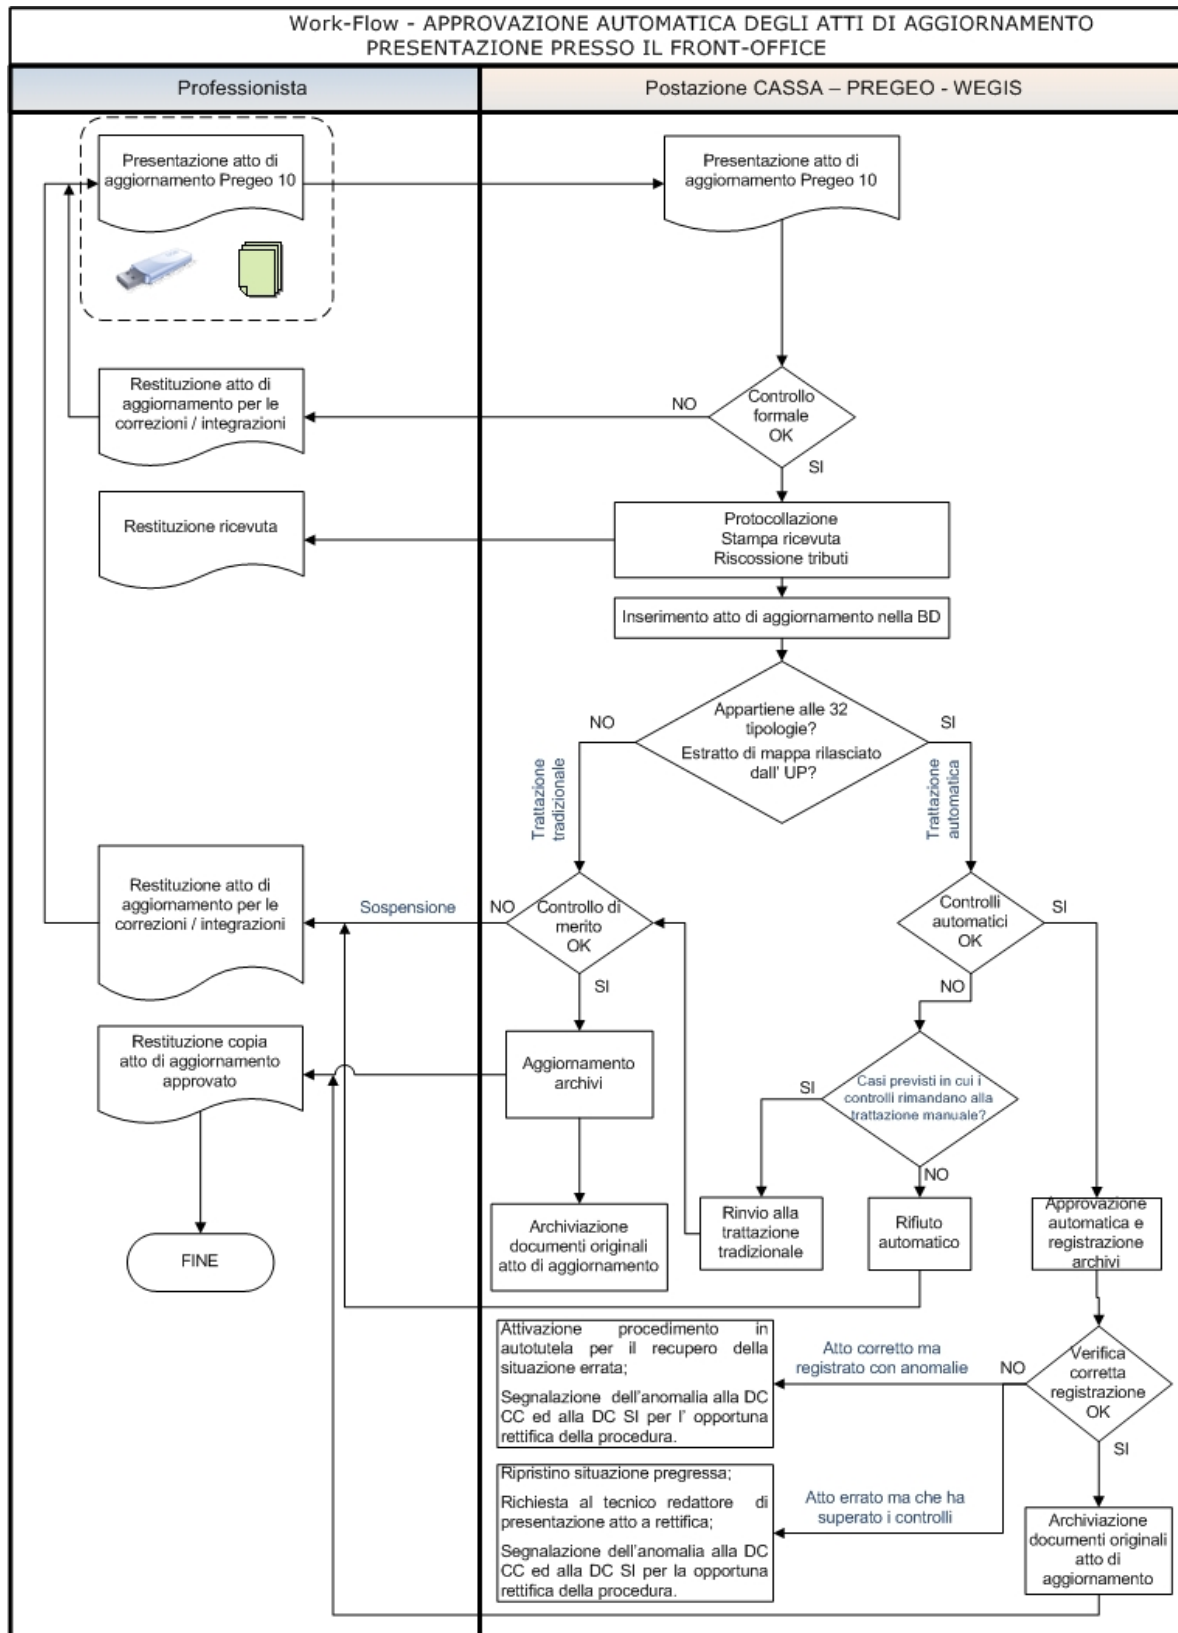 Work-Flow - APPROVAZIONE AUTOMATICA DEGLI ATTI DI AGGIORNAMENTO
PRESENTAZIONE PRESSO IL FRONT-OFFICE
Professionista
Postazione CASSA – PREGEO - WEGIS
Presentazione atto di
aggiornamento Pregeo 10
Presentazione atto di
aggiornamento Pregeo 10
Restituzione atto di
aggiornamento per le
correzioni / integrazioni
NO
Controllo
formale
OK
SI
Restituzione ricevuta
Protocollazione
Stampa ricevuta
Riscossione tributi
Inserimento atto di aggiornamento nella BD
NO
Appartiene alle 32
tipologie?
Estratto di mappa rilasciato
dall' UP?
SI
Trattazione
tradizionale
Trattazione
automatica
Restituzione atto di
aggiornamento per le
correzioni / integrazioni
Sospensione
NO
Controllo di
merito
OK
SI
Controlli
automatici
OK
SI
NO
Restituzione copia
atto di aggiornamento
approvato
Aggiornamento
archivi
SI
Casi previsti in cui i
controlli rimandano alla
trattazione manuale?
NO
FINE
Archiviazione
documenti originali
atto di aggiornamento
Rinvio alla
trattazione
tradizionale
Rifiuto
automatico
Approvazione
automatica e
registrazione
archivi
Attivazione procedimento in
autotutela per il recupero della
situazione errata;
Segnalazione dell'anomalia alla DC
CC ed alla DC SI per l' opportuna
rettifica della procedura.
Atto corretto ma
registrato con anomalie
NO
Verifica
corretta
registrazione
OK
SI
Ripristino situazione pregressa;
Richiesta al tecnico redattore di
presentazione atto a rettifica;
Segnalazione dell'anomalia alla DC
CC ed alla DC SI per la opportuna
rettifica della procedura.
Atto errato ma che ha
superato i controlli
Archiviazione
documenti originali
atto di
aggiornamento